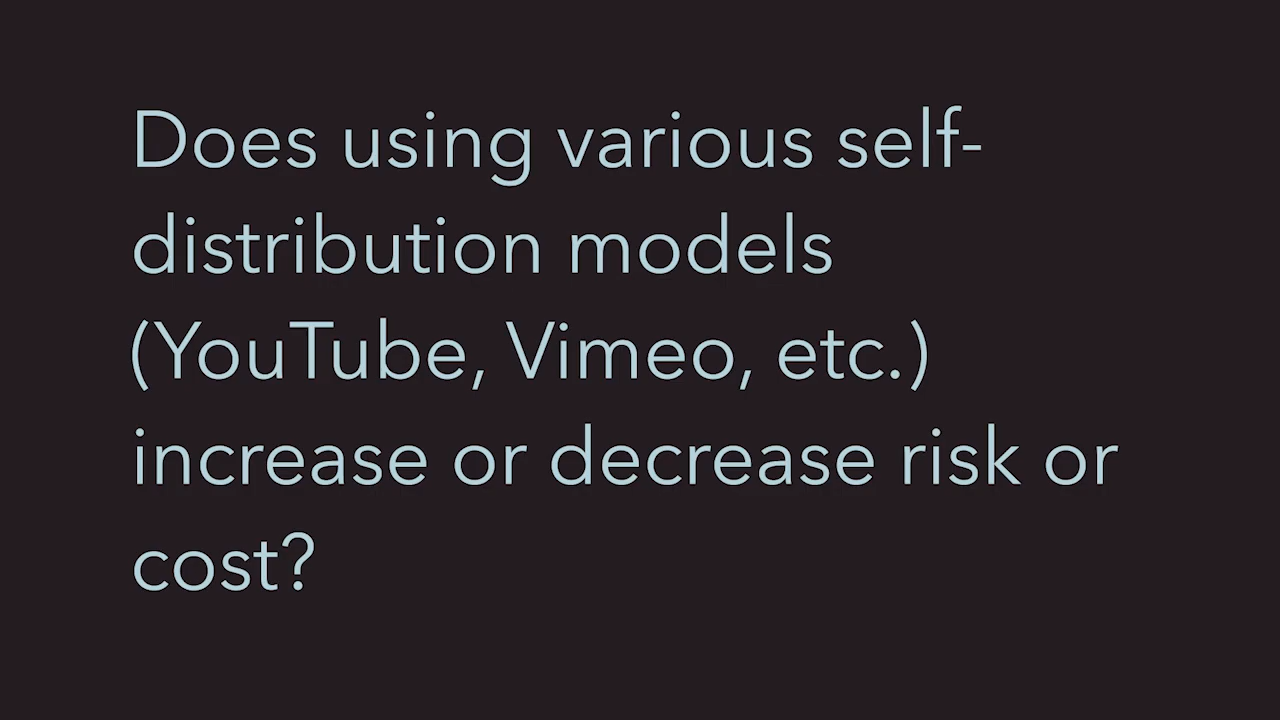 Does using various self-
distribution models
(YouTube, Vimeo, etc.)
increase or decrease risk or
cost?